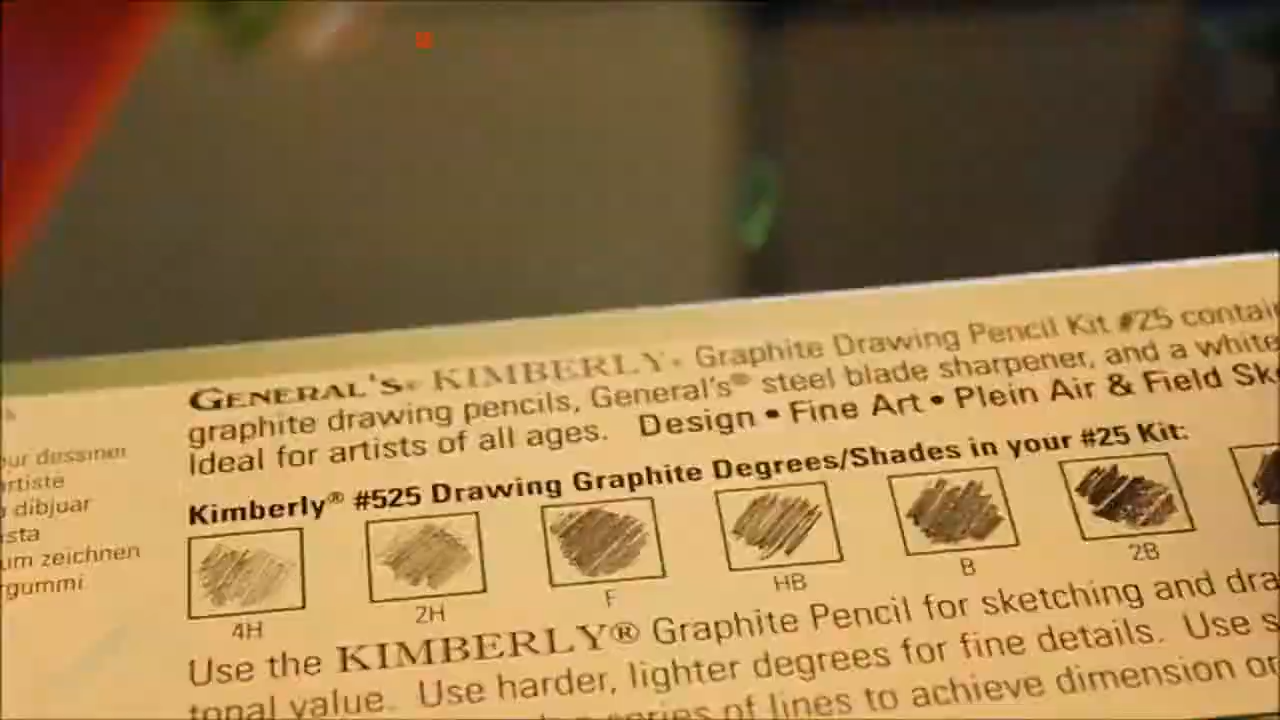 our dessiner
rtiste
dibjuar
sta
um zeichnen
rgummi
GENERAL'S® KIMBERLY® Graphite Drawing Pencil Kit #25 contai
graphite drawing pencils, General's® steel blade sharpener, and a white
Ideal for artists of all ages. Design • Fine Art • Plein Air & Field Sk
Kimberly® #525 Drawing Graphite Degrees/Shades in your #25 Kit:
4H 2H F HB B 2B
Use the KIMBERLY® Graphite Pencil for sketching and dra
tonal value. Use harder, lighter degrees for fine details. Use s
series of lines to achieve dimension or